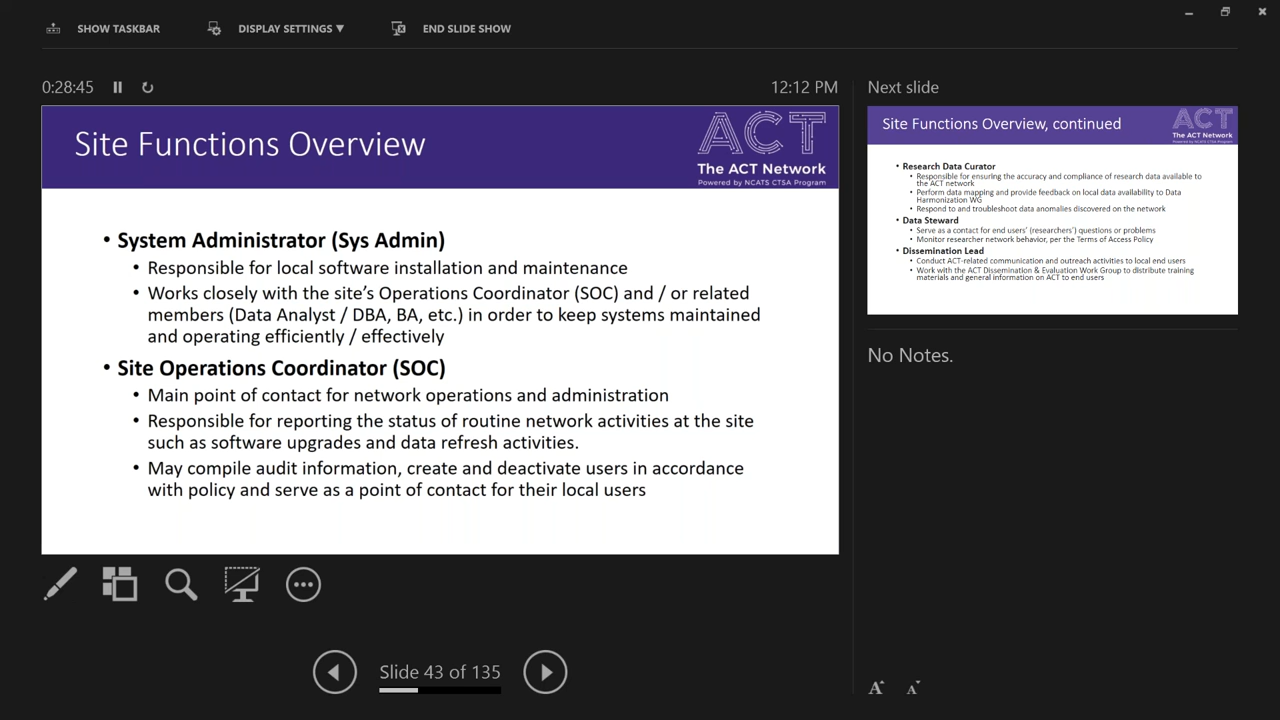 SHOW TASKBAR
DISPLAY SETTINGS ▼
END SLIDE SHOW
0:28:45
12:12 PM
Site Functions Overview
ACT
The ACT Network
Powered by NCATS CTSA Program
• System Administrator (Sys Admin)
• Responsible for local software installation and maintenance
• Works closely with the site's Operations Coordinator (SOC) and / or related
members (Data Analyst / DBA, BA, etc.) in order to keep systems maintained
and operating efficiently / effectively
• Site Operations Coordinator (SOC)
• Main point of contact for network operations and administration
• Responsible for reporting the status of routine network activities at the site
such as software upgrades and data refresh activities.
• May compile audit information, create and deactivate users in accordance
with policy and serve as a point of contact for their local users
Slide 43 of 135
Next slide
Site Functions Overview, continued
ACT
The ACT Network
Powered by NCATS CTSA Program
• Research Data Curator
• Responsible for ensuring the accuracy and compliance of research data available to
the ACT network
• Perform data mapping and provide feedback on local data availability to Data
Harmonization WG
• Respond to and troubleshoot data anomalies discovered on the network
• Data Steward
• Serve as a contact for end users' (researchers') questions or problems
• Monitor researcher network behavior, per the Terms of Access Policy
• Dissemination Lead
• Conduct ACT-related communication and outreach activities to local end users
• Work with the ACT Dissemination & Evaluation Work Group to distribute training
materials and general information on ACT to end users
No Notes.
A A